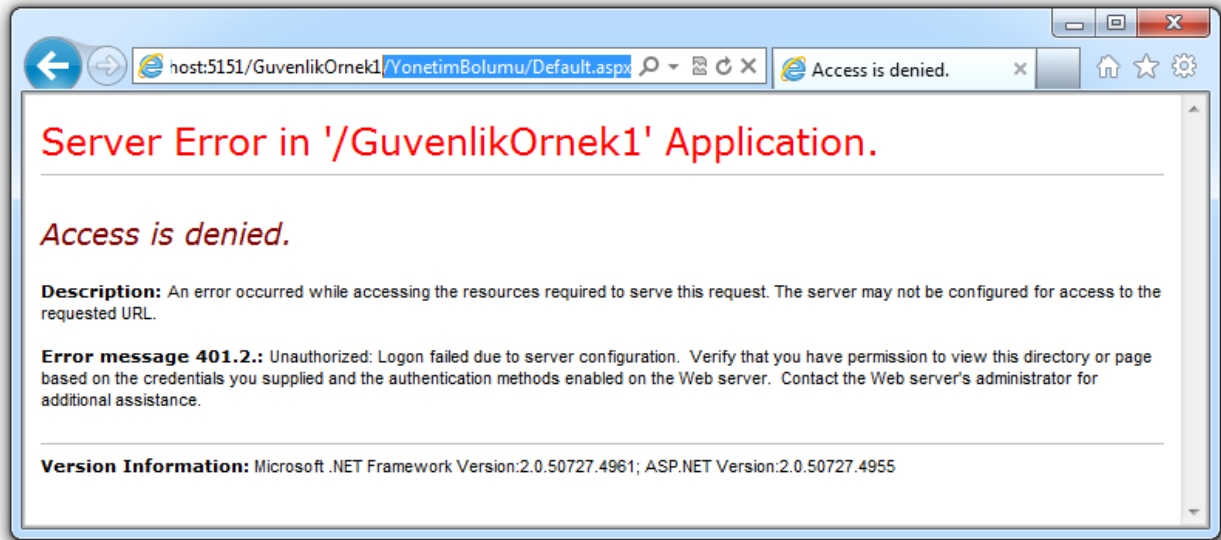 host:5151/GuvenlikOrnek1/YonetimBolumu/Default.aspx
Access is denied.
Server Error in '/GuvenlikOrnek1' Application.
Access is denied.
Description: An error occurred while accessing the resources required to serve this request. The server may not be configured for access to the
requested URL.
Error message 401.2.: Unauthorized: Logon failed due to server configuration.  Verify that you have permission to view this directory or page
based on the credentials you supplied and the authentication methods enabled on the Web server.  Contact the Web server's administrator for
additional assistance.
Version Information: Microsoft .NET Framework Version:2.0.50727.4961; ASP.NET Version:2.0.50727.4955